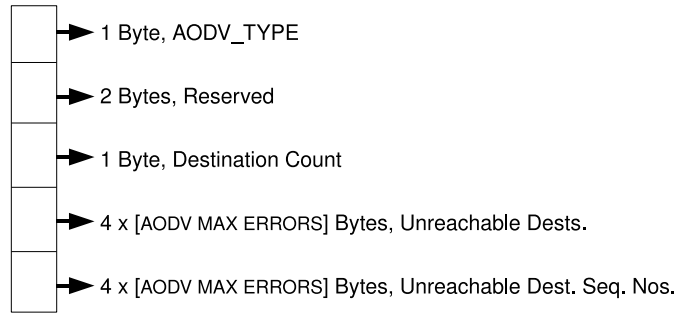 1 Byte, AODV_TYPE
2 Bytes, Reserved
1 Byte, Destination Count
4 x [AODV MAX ERRORS] Bytes, Unreachable Dests.
4 x [AODV MAX ERRORS] Bytes, Unreachable Dest. Seq. Nos.